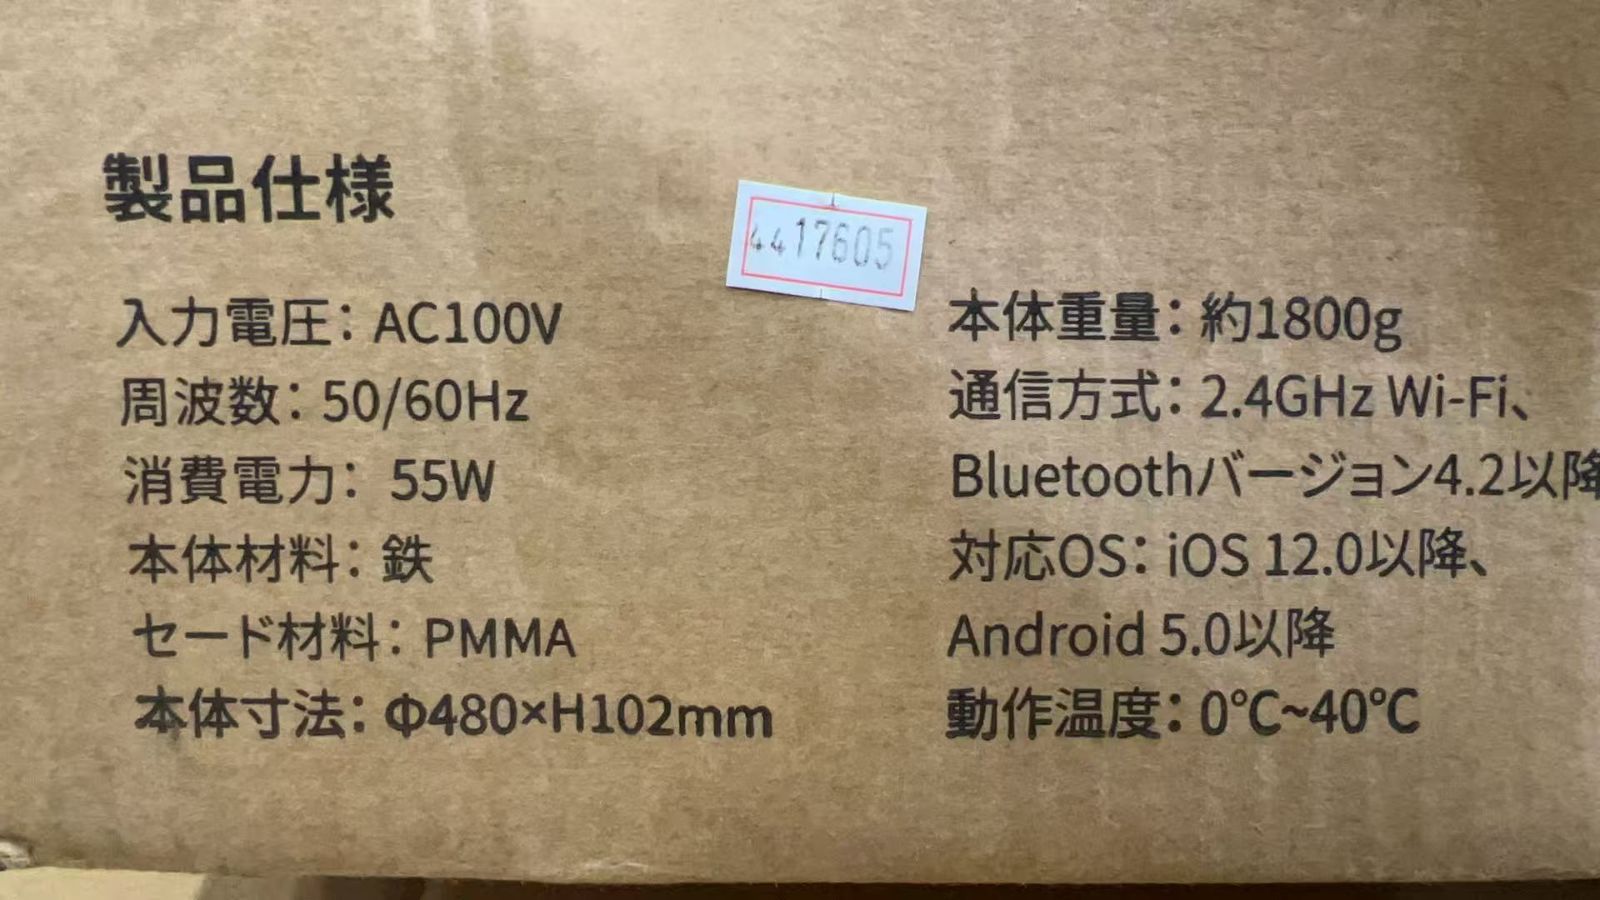 製品仕様
4417605
入力電圧：AC100V
周波数：50/60Hz
消費電力： 55W
本体材料：鉄
セード材料：PMMA
本体寸法：Φ480×H102mm
本体重量：約1800g
通信方式：2.4GHz Wi-Fi、
Bluetoothバージョン4.2以降
対応OS：iOS 12.0以降、
Android 5.0以降
動作温度：0℃~40℃